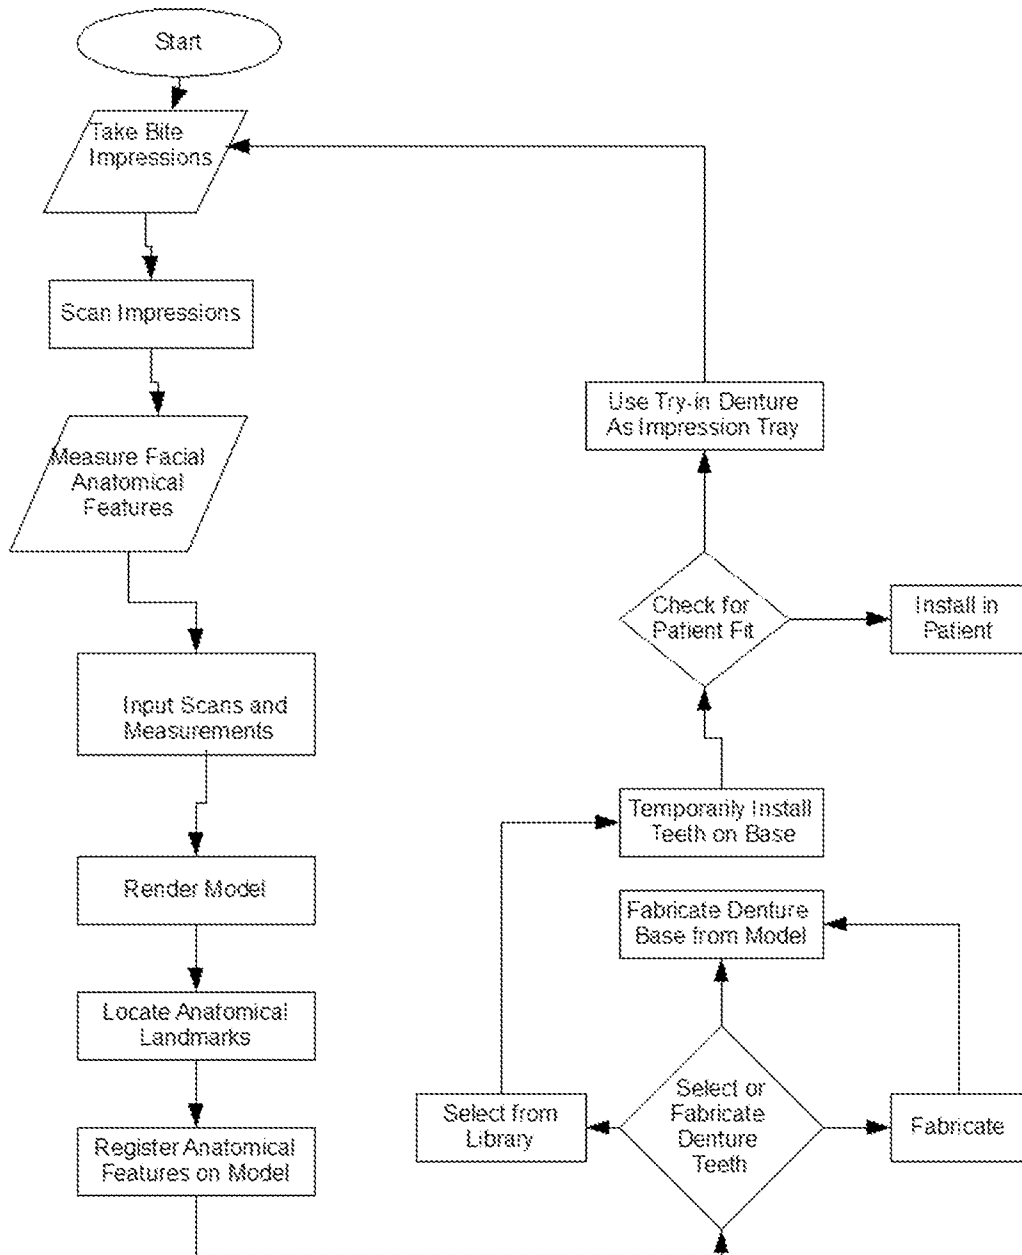 Start
Take Bite
Impressions
Scan Impressions
Measure Facial
Anatomical
Features
Input Scans and
Measurements
Render Model
Locate Anatomical
Landmarks
Register Anatomical
Features on Model
Use Try-in Denture
As Impression Tray
Check for
Patient Fit
Install in
Patient
Temporarily Install
Teeth on Base
Fabricate Denture
Base from Model
Select from
Library
Select or
Fabricate
Denture
Teeth
Fabricate